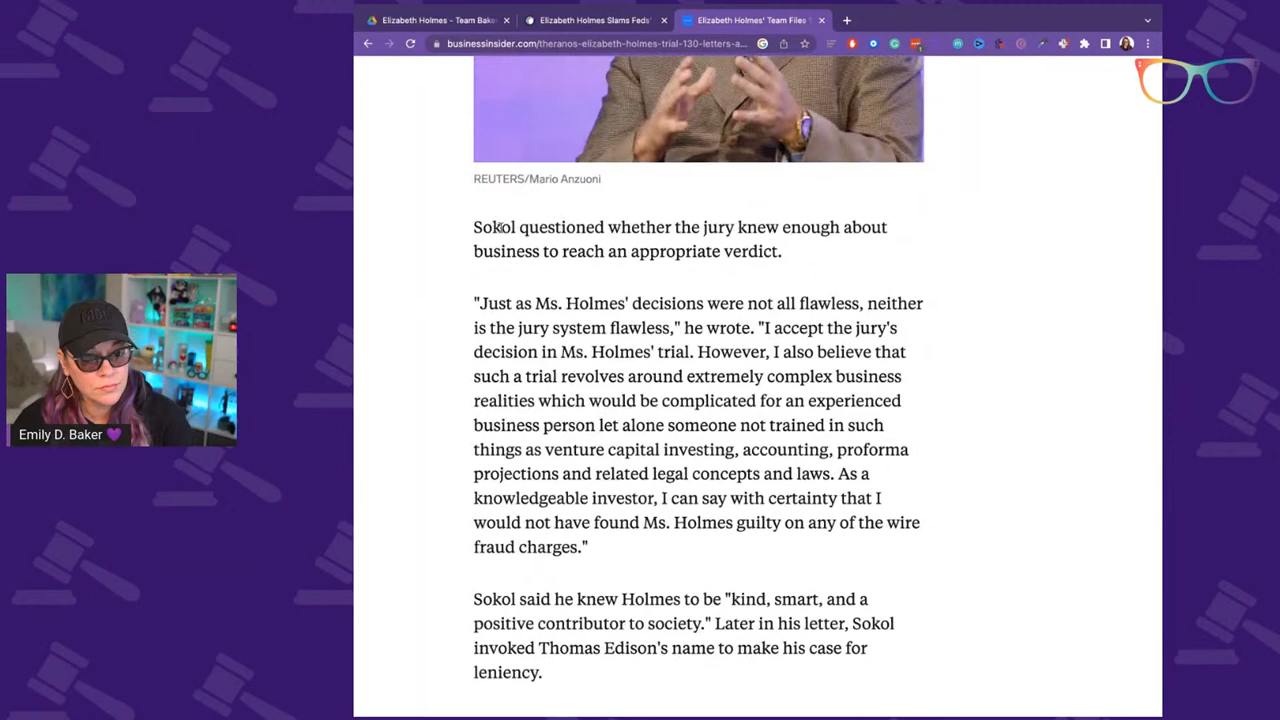 Elizabeth Holmes - Team Bake
Elizabeth Holmes Slams Feds'
Elizabeth Holmes' Team Files
businessinsider.com/theranos-elizabeth-holmes-trial-130-letters-a...
REUTERS/Mario Anzuoni
Sokol questioned whether the jury knew enough about
business to reach an appropriate verdict.
"Just as Ms. Holmes' decisions were not all flawless, neither
is the jury system flawless," he wrote. "I accept the jury's
decision in Ms. Holmes' trial. However, I also believe that
such a trial revolves around extremely complex business
realities which would be complicated for an experienced
business person let alone someone not trained in such
things as venture capital investing, accounting, proforma
projections and related legal concepts and laws. As a
knowledgeable investor, I can say with certainty that I
would not have found Ms. Holmes guilty on any of the wire
fraud charges."
Sokol said he knew Holmes to be "kind, smart, and a
positive contributor to society." Later in his letter, Sokol
invoked Thomas Edison's name to make his case for
leniency.
Emily D. Baker 💜